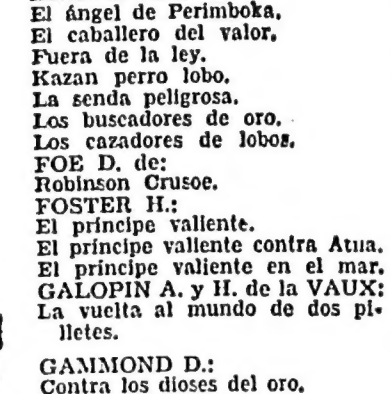 El ángel de Perimboka.
El caballero del valor.
Fuera de la ley.
Kazan perro lobo.
La senda peligrosa.
Los buscadores de oro.
Los cazadores de lobos.
FOE D. de:
Robinson Crusoe.
FOSTER H.:
El príncipe valiente.
El príncipe valiente contra Atua.
El príncipe valiente en el mar.
GALOPIN A. y H. de la VAUX:
La vuelta al mundo de dos pi-
lletes.
GAMMOND D.:
Contra los dioses del oro.